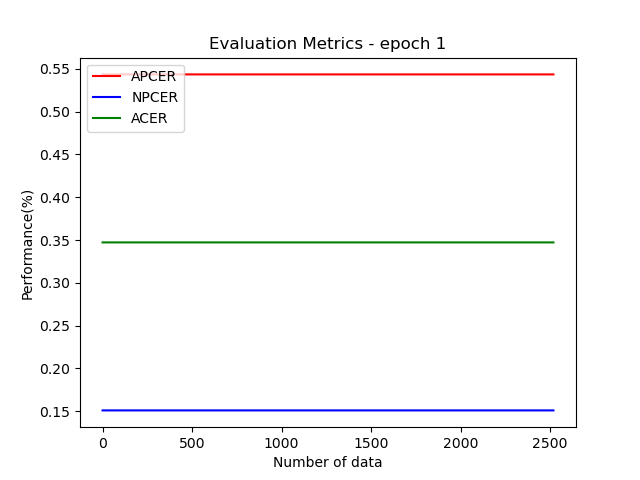 Evaluation Metrics - epoch 1
APCER
NPCER
ACER
Performance(%)
0.55
0.50
0.45
0.40
0.35
0.30
0.25
0.20
0.15
0
500
1000
1500
2000
2500
Number of data